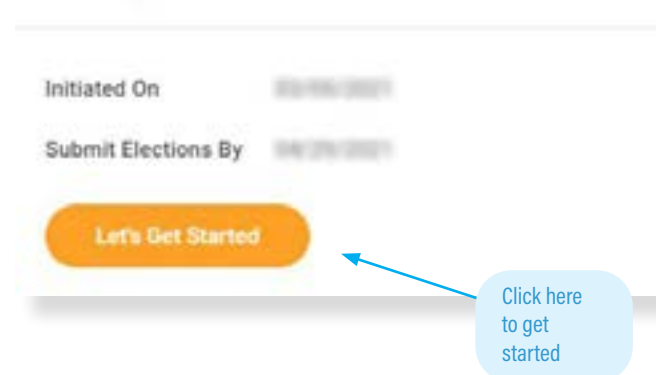 Initiated On
Submit Elections By
Let's Get Started
Click here
to get
started